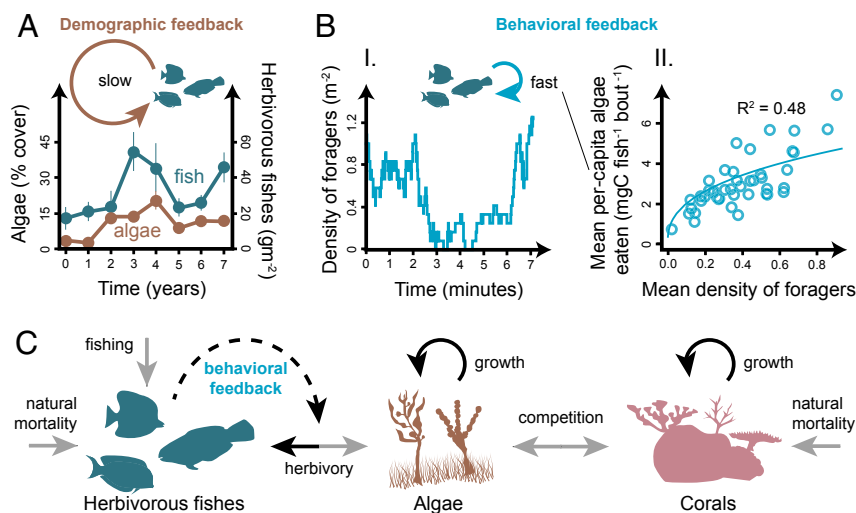 A
Demographic feedback
slow
Algae (% cover)
45
30
15
0
fish
algae
60
40
20
0
Herbivorous fishes
(gm⁻²)
0 1 2 3 4 5 6 7
Time (years)
B
Behavioral feedback
I.
fast
Density of foragers (m⁻²)
1.2
0.8
0.4
0
0 1 2 3 4 5 6 7
Time (minutes)
II.
R² = 0.48
Mean per-capita algae
eaten (mgC fish⁻¹ bout⁻¹)
6
4
2
0
0.0 0.2 0.4 0.6 0.8
Mean density of foragers
C
fishing
behavioral
feedback
natural
mortality
herbivory
Herbivorous fishes
growth
Algae
competition
growth
Corals
natural
mortality